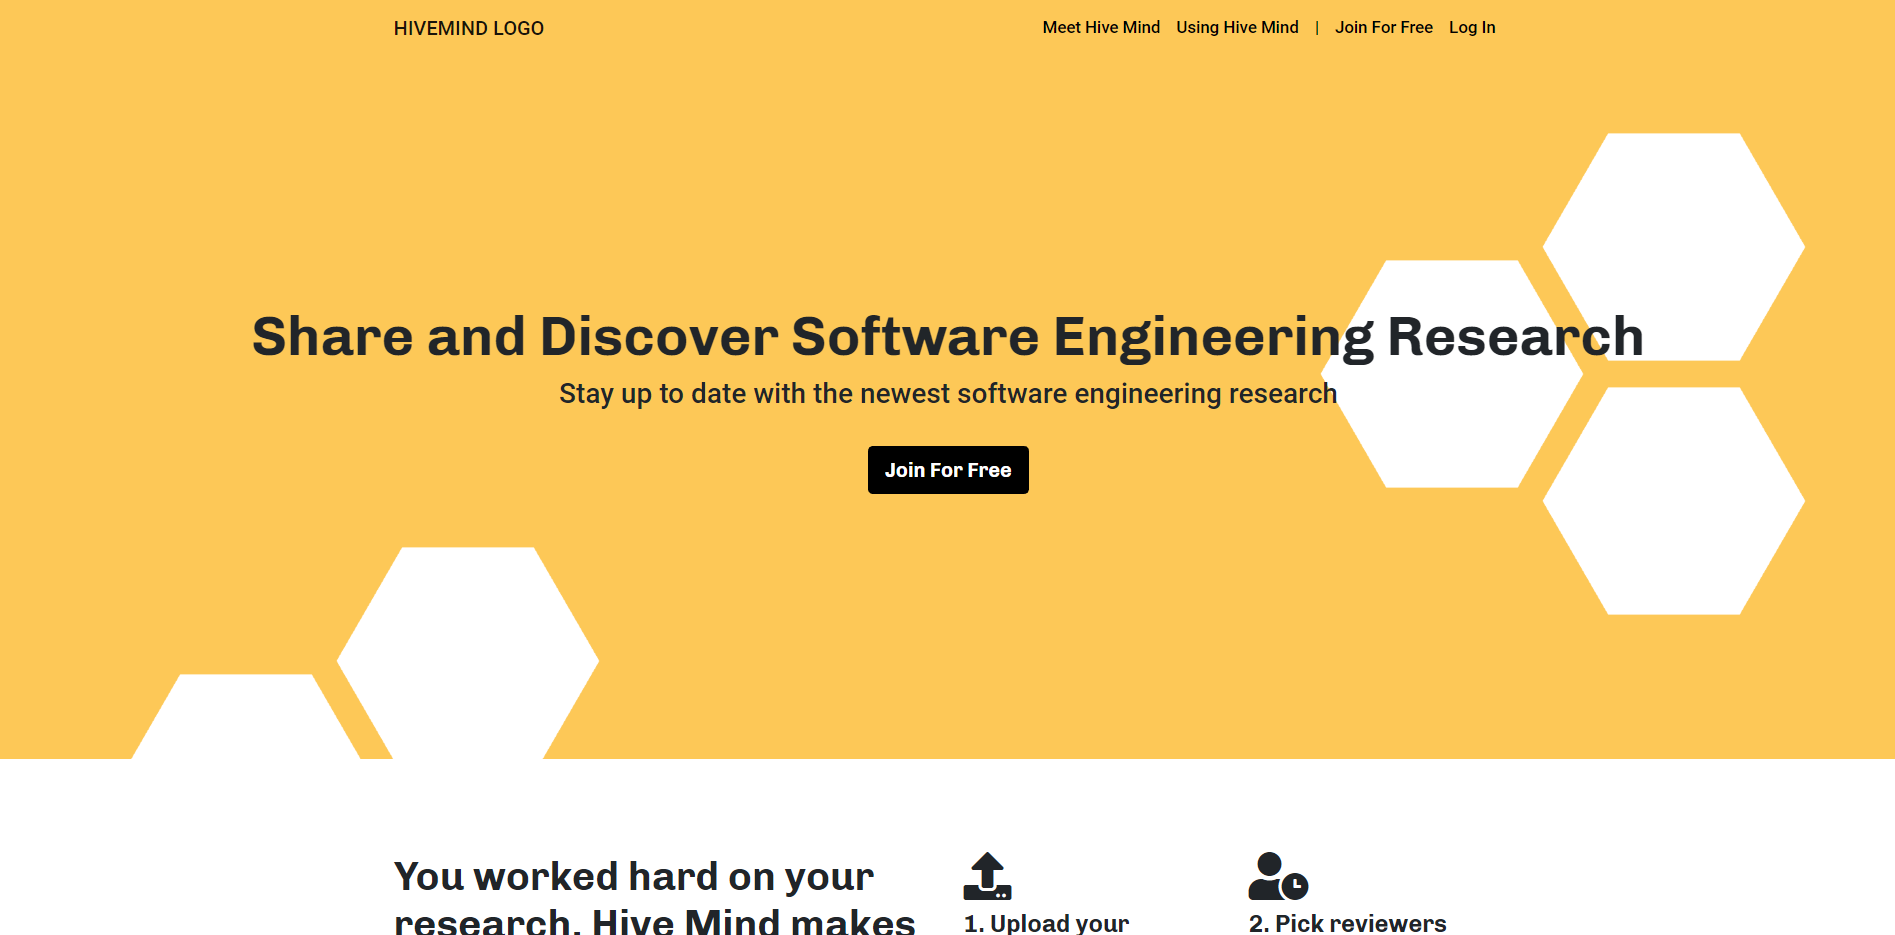 HIVEMIND LOGO
Meet Hive Mind Using Hive Mind | Join For Free Log In
Share and Discover Software Engineering Research
Stay up to date with the newest software engineering research
Join For Free
You worked hard on your
research. Hive Mind makes
1. Upload your
2. Pick reviewers